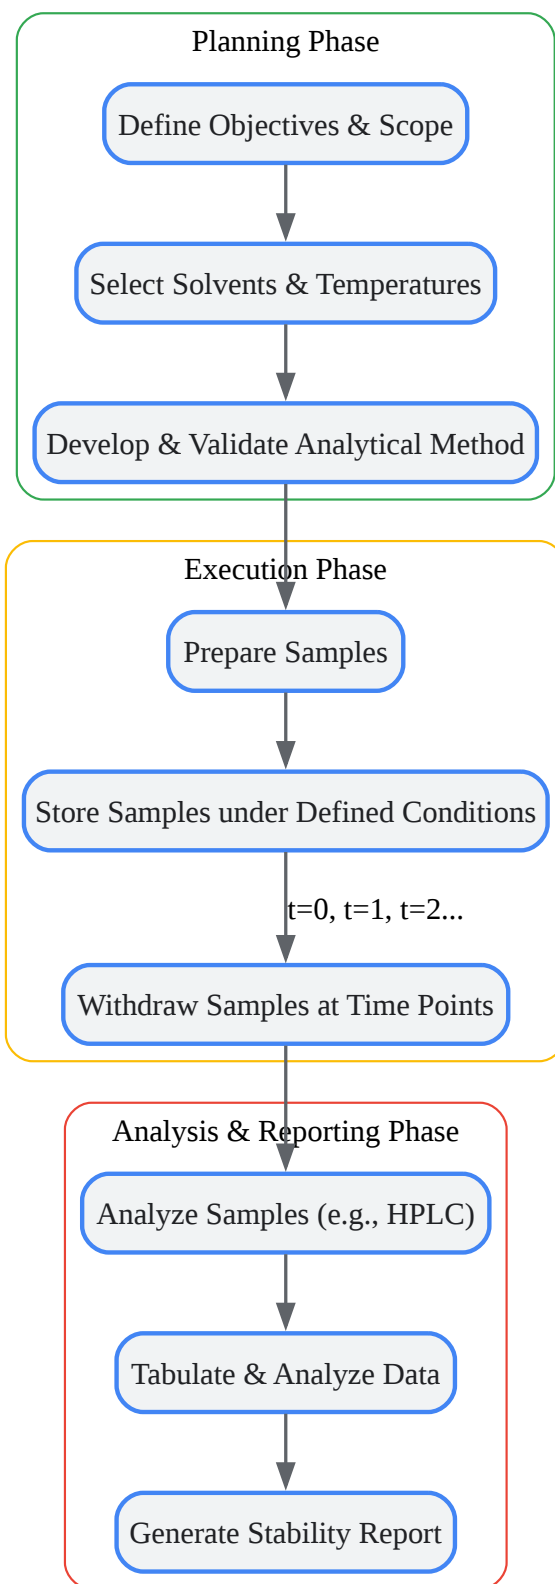 Planning Phase
Define Objectives & Scope
Select Solvents & Temperatures
Develop & Validate Analytical Method
Execution Phase
Prepare Samples
Store Samples under Defined Conditions
t=0, t=1, t=2...
Withdraw Samples at Time Points
Analysis & Reporting Phase
Analyze Samples (e.g., HPLC)
Tabulate & Analyze Data
Generate Stability Report